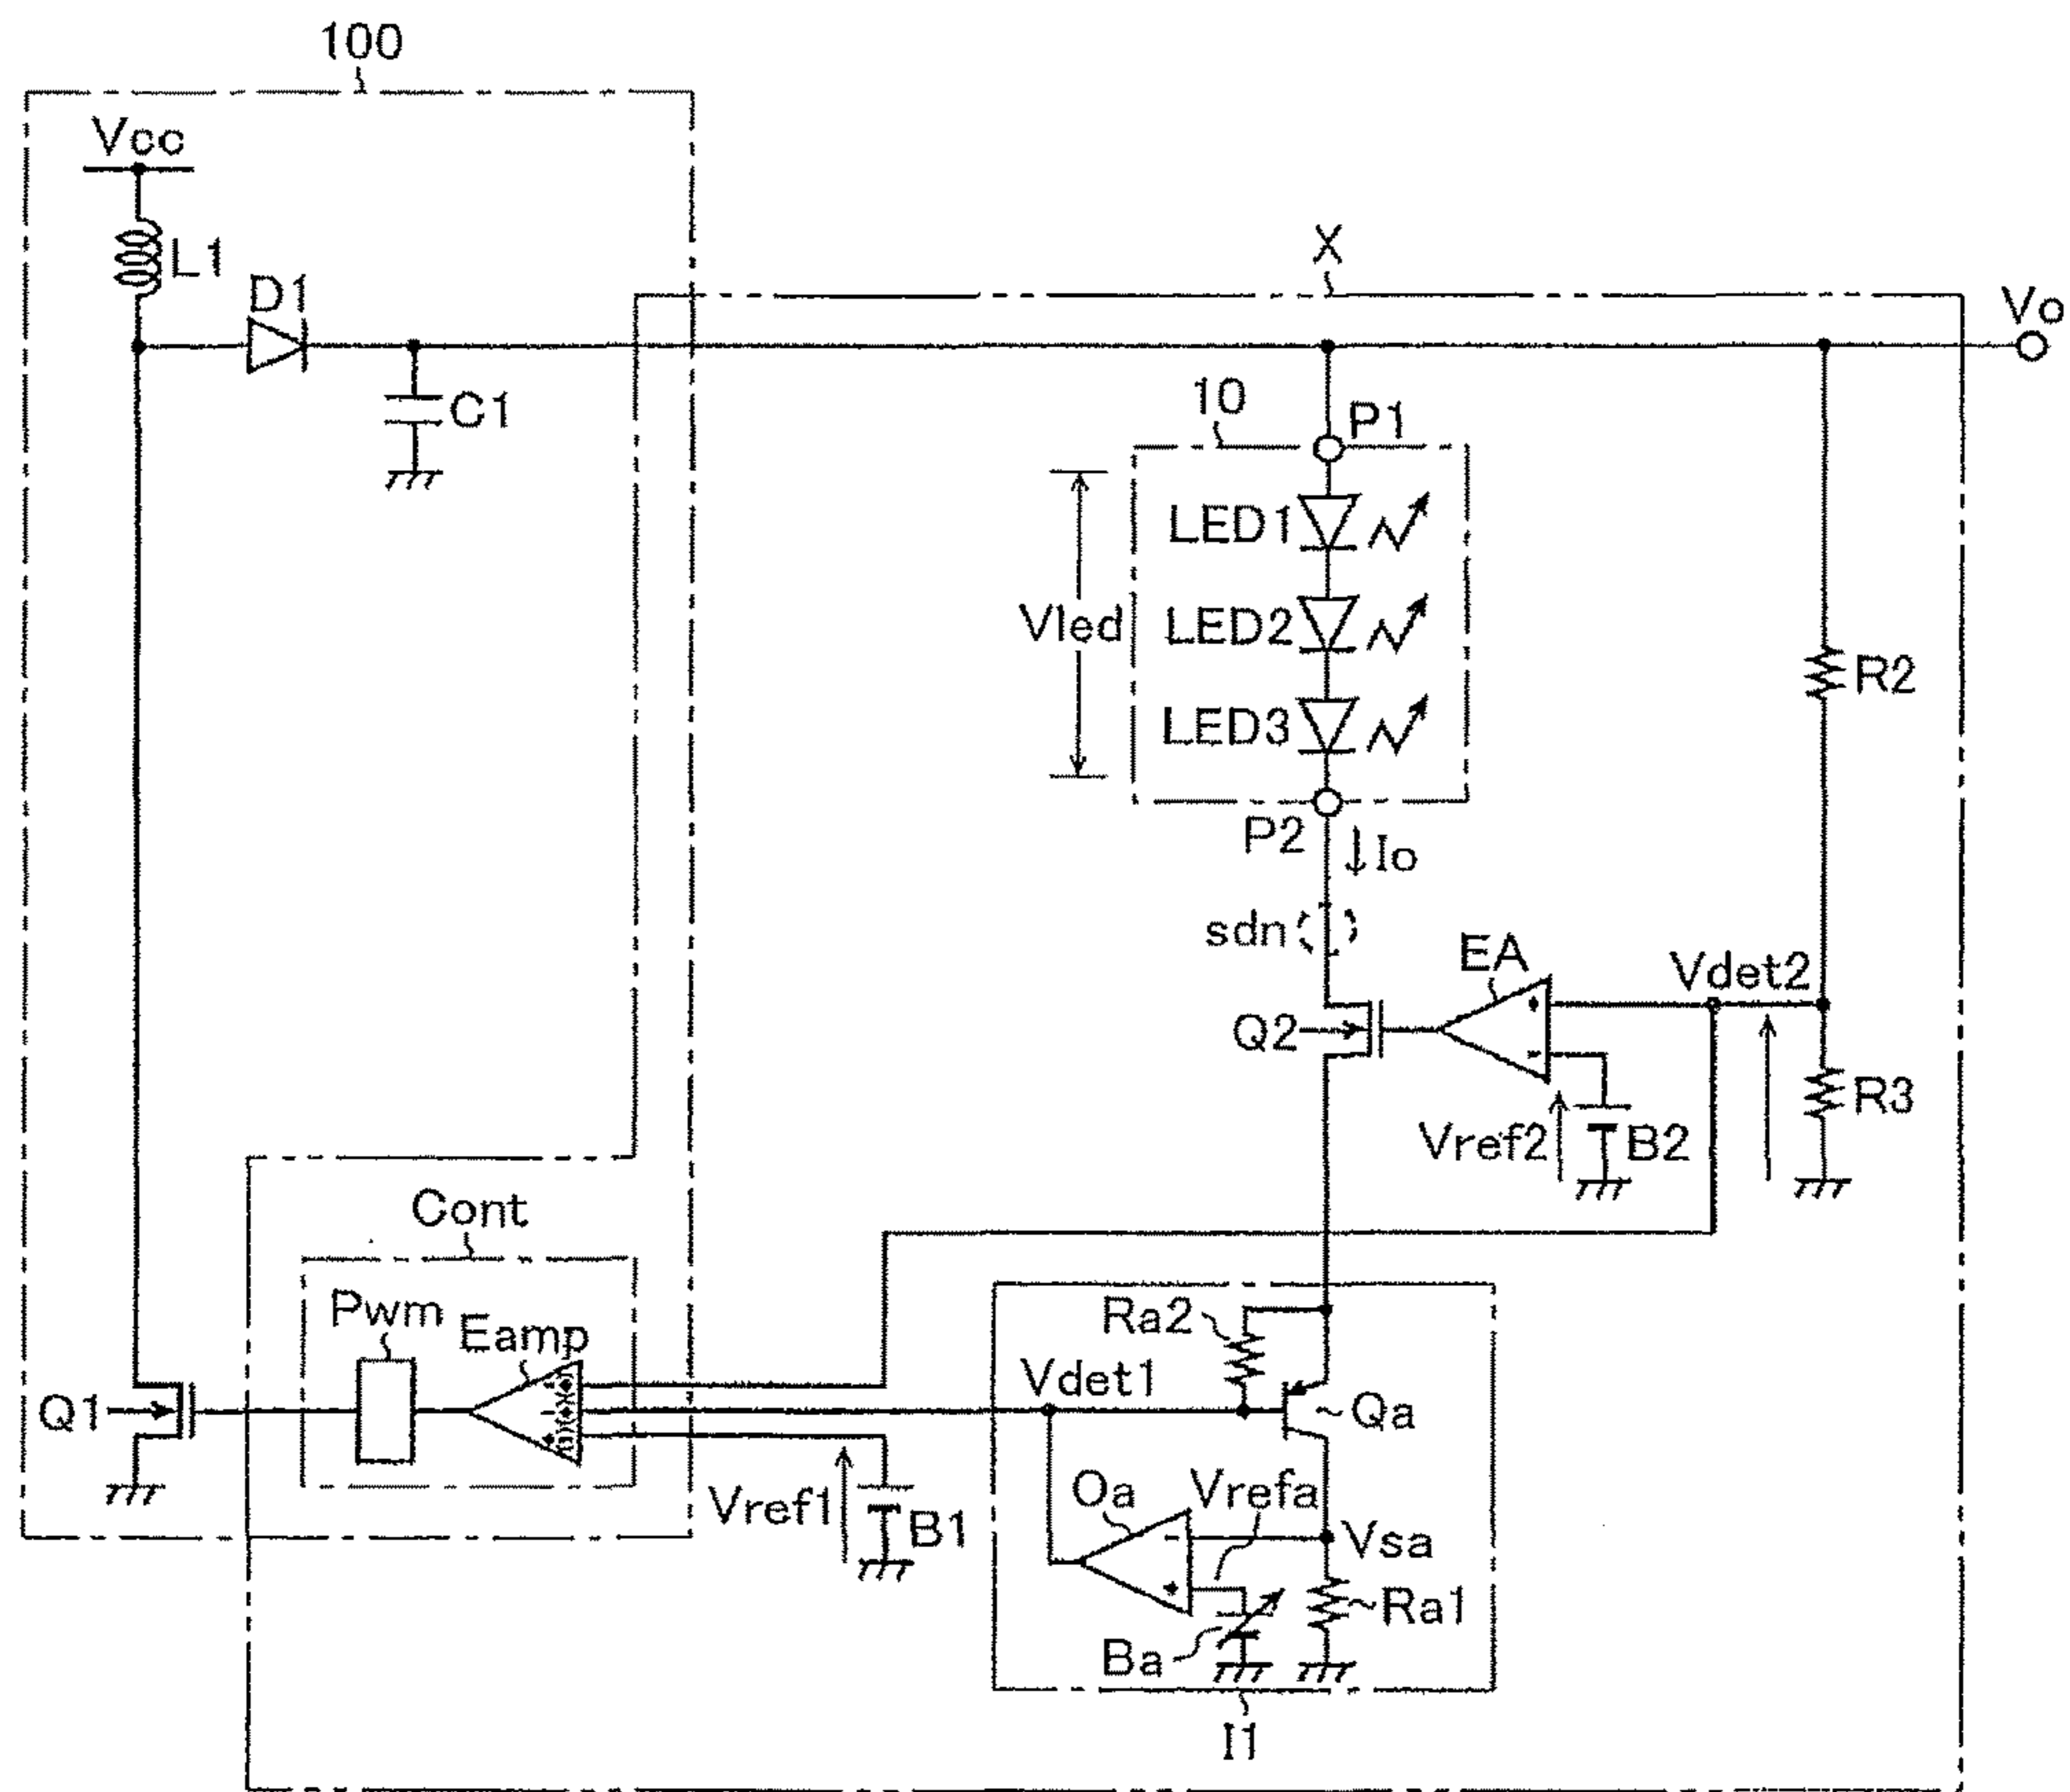 100
Vcc
L1
D1
C1
X
Vo
10
P1
LED1
LED2
LED3
Vled
P2
Io
sdn
R2
EA
Vdet2
Q2
Vref2
B2
R3
Cont
Pwm
Eamp
Q1
Vref1
B1
Ra2
Vdet1
Qa
Oa
Vrefa
Vsa
Ra1
Ba
I1